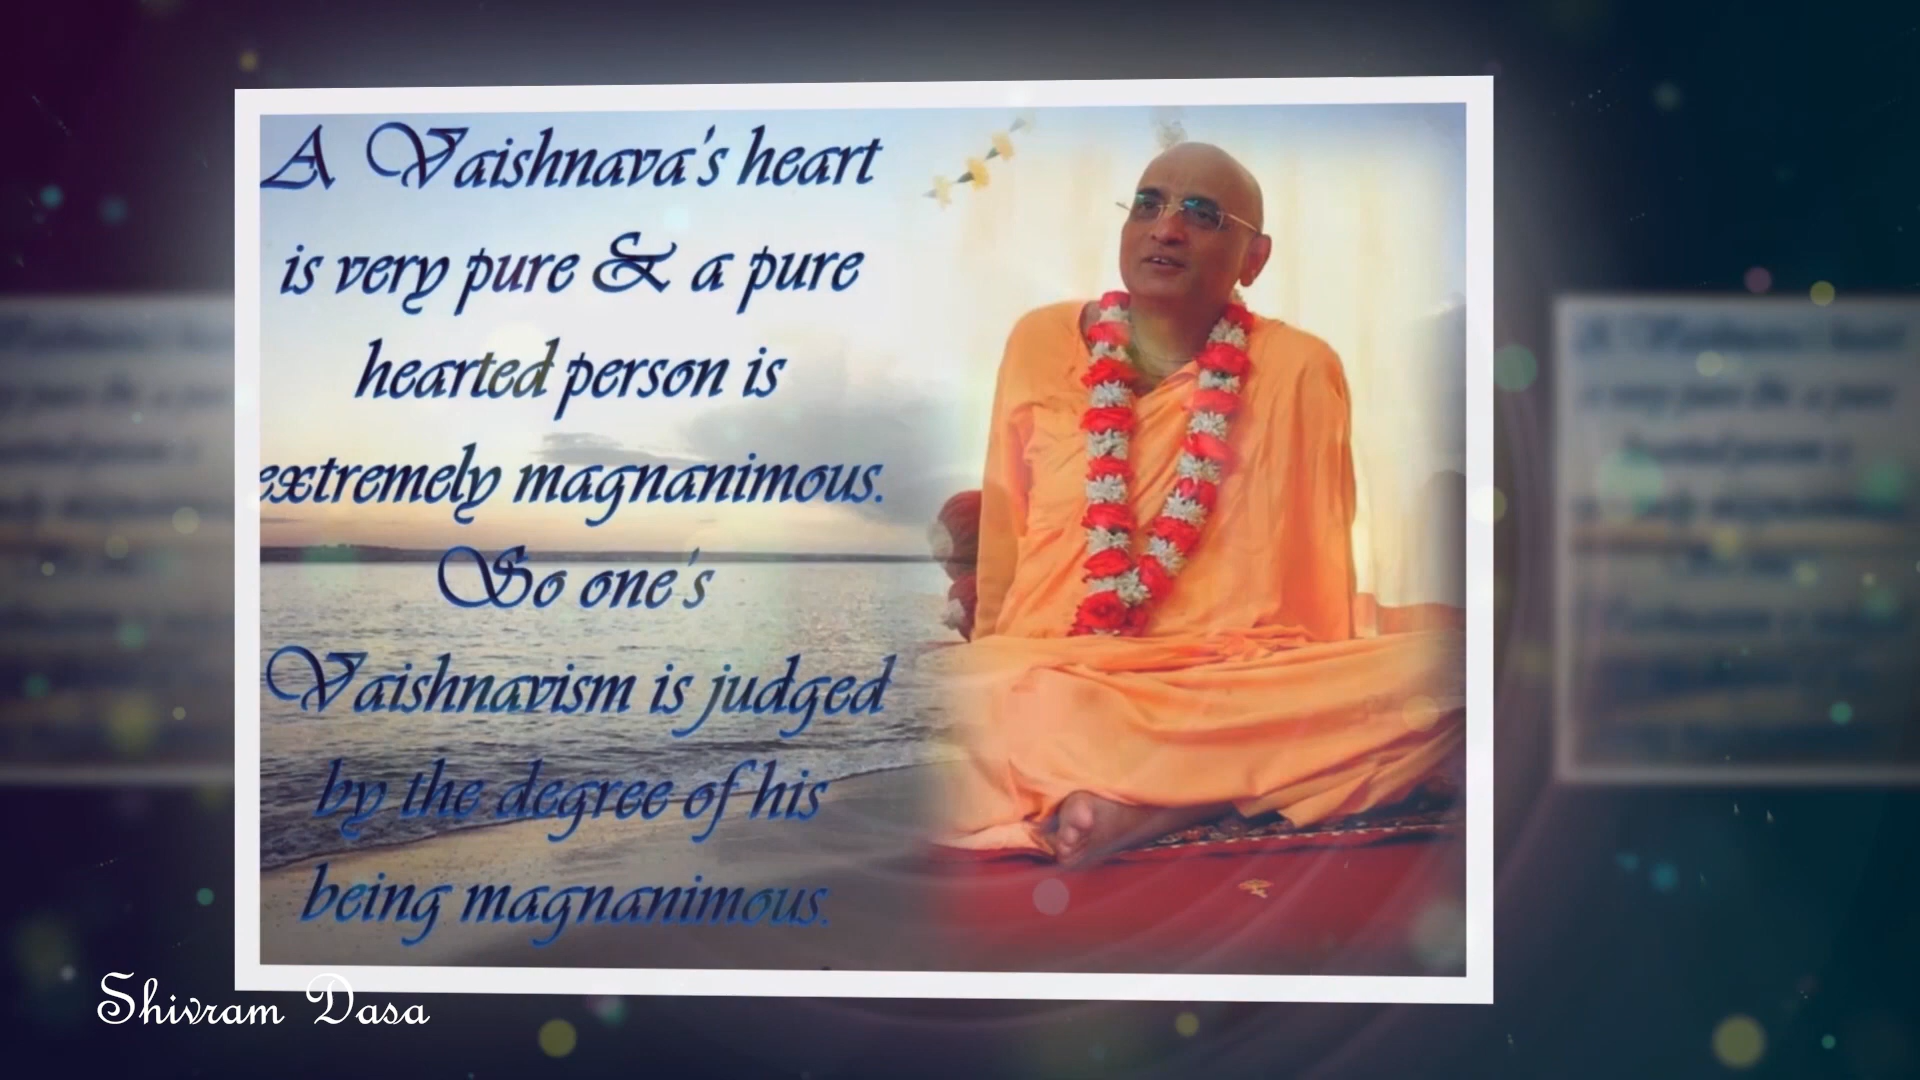 A Vaishnava's heart
is very pure & a pure
hearted person is
extremely magnanimous.
So one's
Vaishnavism is judged
by the degree of his
being magnanimous.
Shivram Dasa